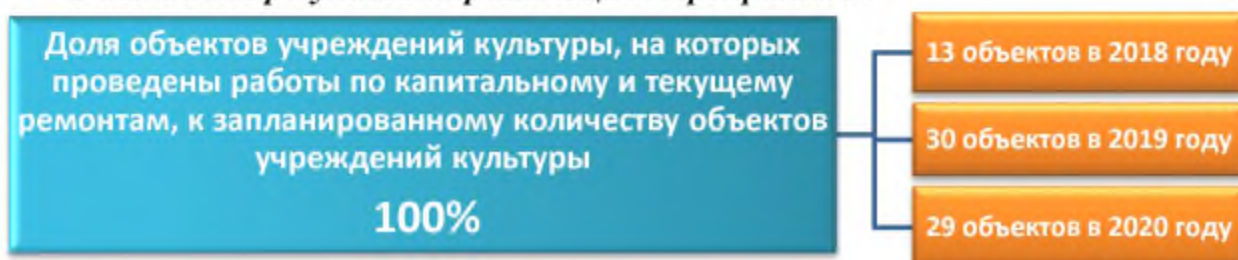 Доля объектов учреждений культуры, на которых
проведены работы по капитальному и текущему
ремонтам, к запланированному количеству объектов
учреждений культуры
100%
13 объектов в 2018 году
30 объектов в 2019 году
29 объектов в 2020 году